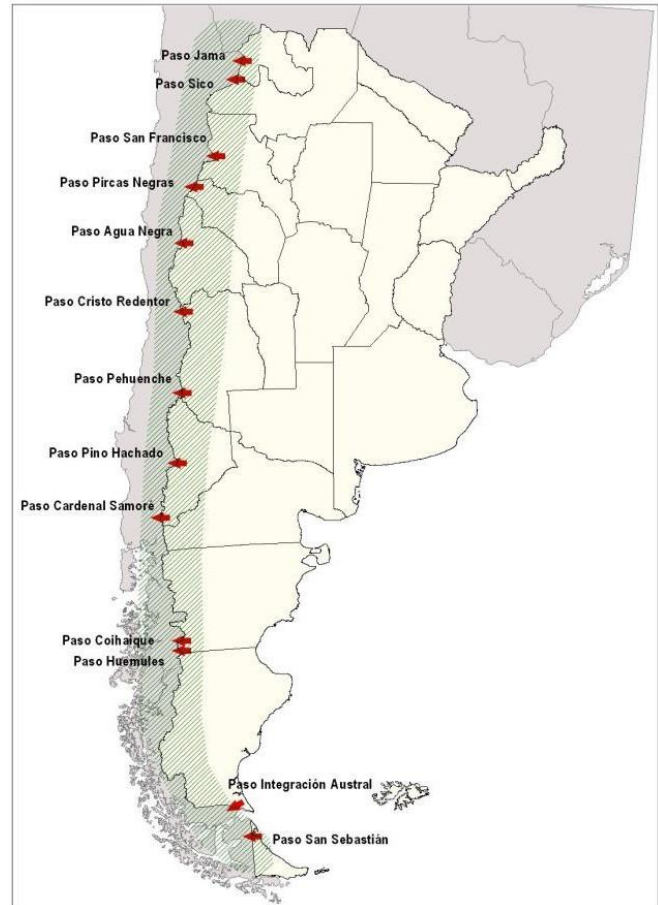 Paso Jama
Paso Sico
Paso San Francisco
Paso Pircas Negras
Paso Agua Negra
Paso Cristo Redentor
Paso Pehuenche
Paso Pino Hachado
Paso Cardenal Samoré
Paso Coihaique
Paso Huemules
Paso Integración Austral
Paso San Sebastián